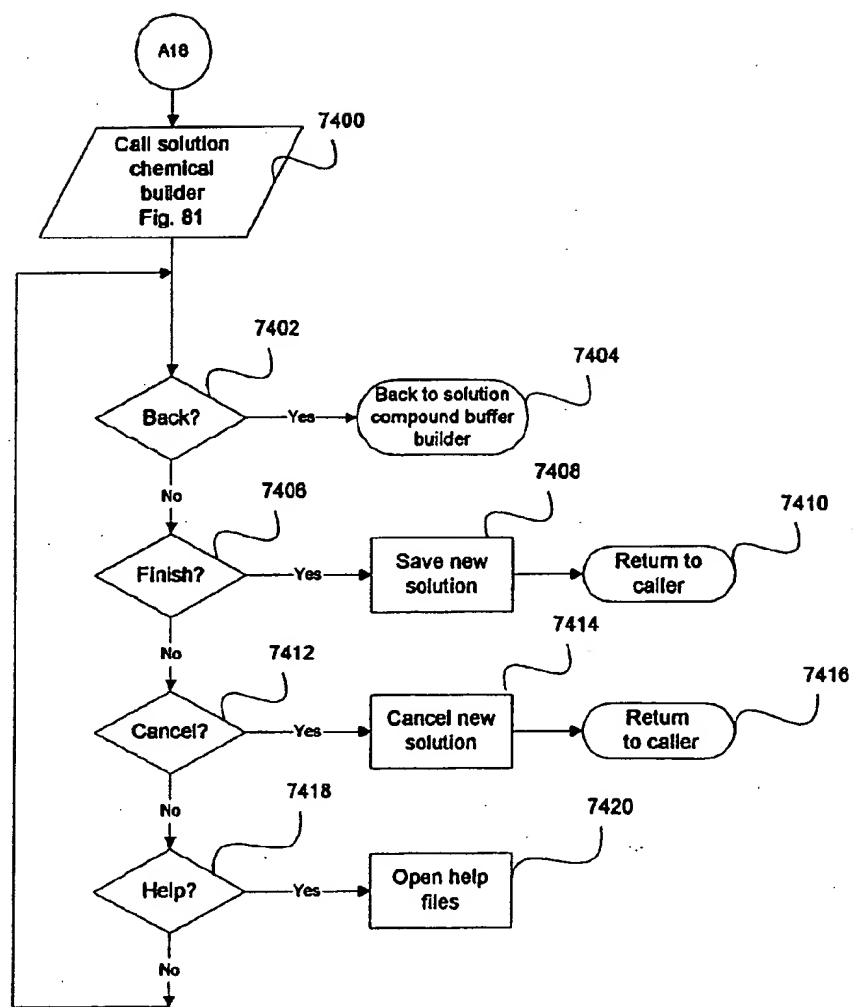 A16
7400
Call solution
chemical
builder
Fig. 81
7402
7404
Back?
Yes
Back to solution
compound buffer
builder
No
7406
7408
7410
Finish?
Yes
Save new
solution
Return to
caller
No
7412
7414
7416
Cancel?
Yes
Cancel new
solution
Return
to caller
No
7418
7420
Help?
Yes
Open help
files
No